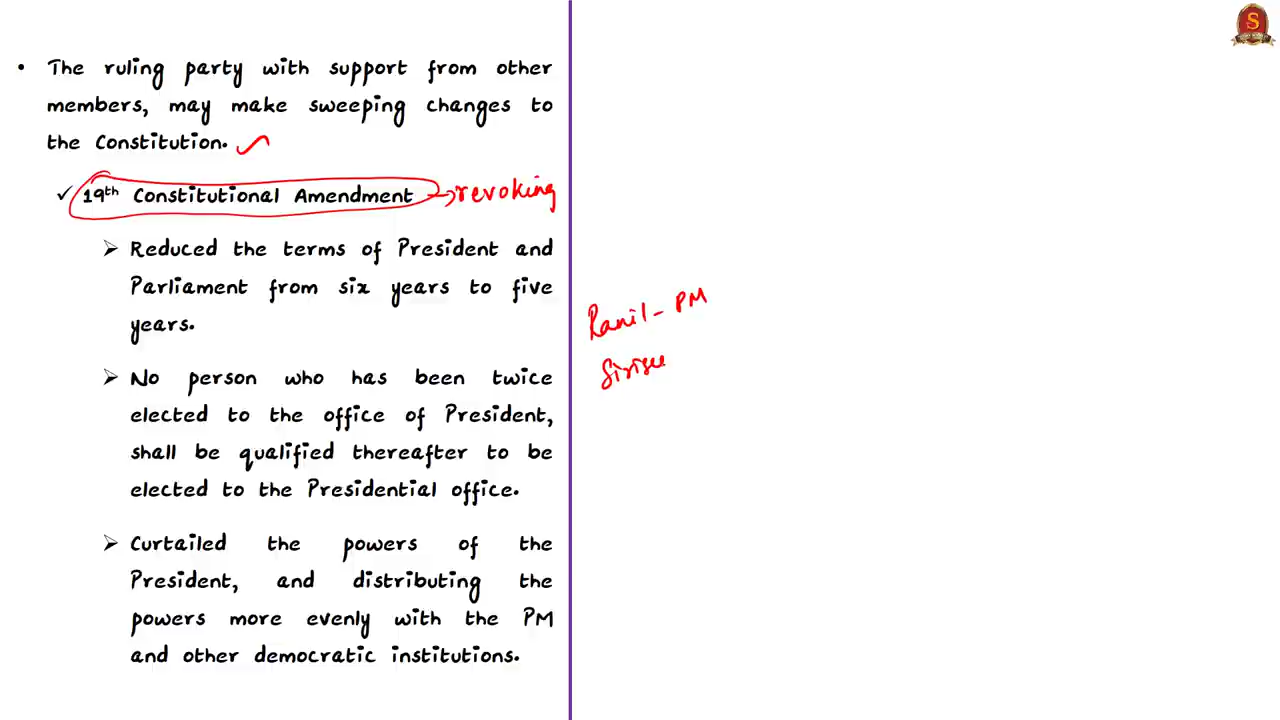 • The ruling party with support from other
members, may make sweeping changes to
the Constitution.
✓ 19th Constitutional Amendment → revoking
➢ Reduced the terms of President and
Parliament from six years to five
years.
Ranil - PM
Sirise
➢ No person who has been twice
elected to the office of President,
shall be qualified thereafter to be
elected to the Presidential office.
➢ Curtailed the powers of the
President, and distributing the
powers more evenly with the PM
and other democratic institutions.
S